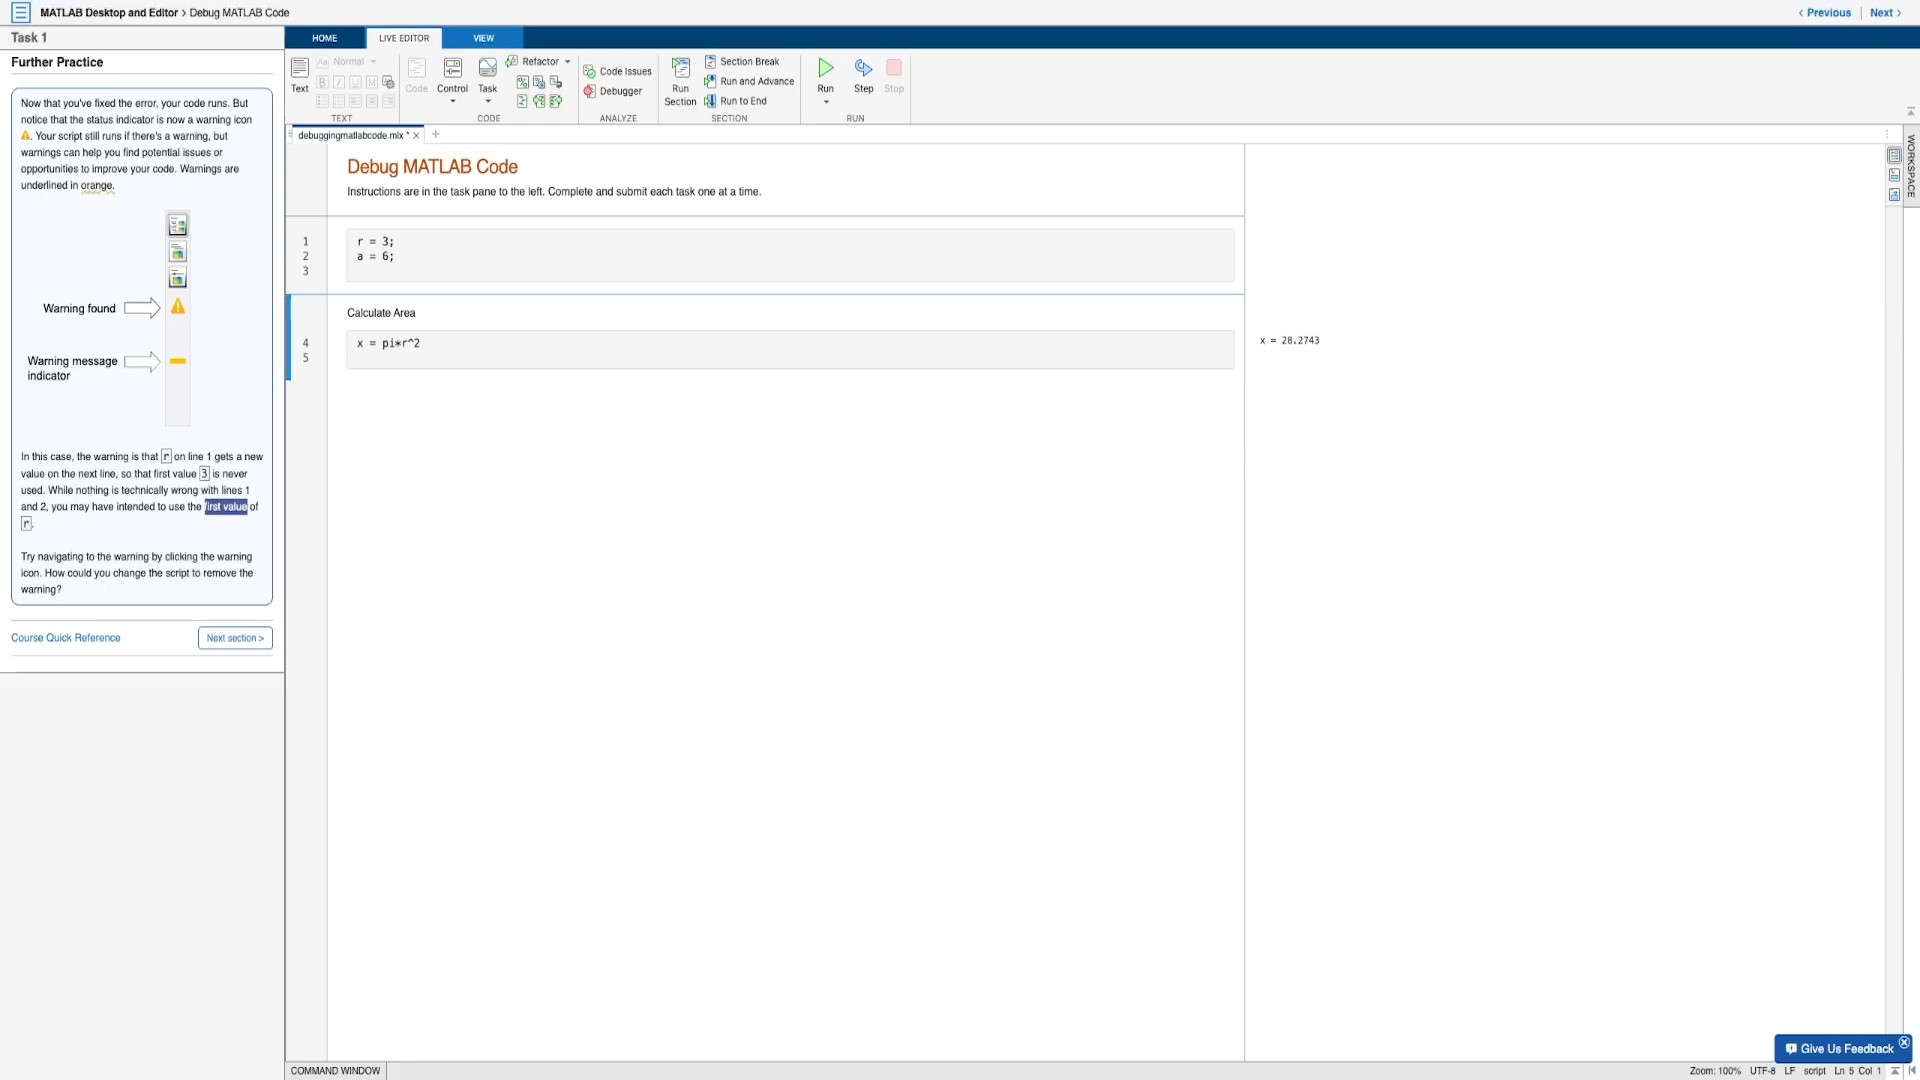 MATLAB Desktop and Editor > Debug MATLAB Code
< Previous | Next >
Task 1
Further Practice
Now that you've fixed the error, your code runs. But
notice that the status indicator is now a warning icon
. Your script still runs if there's a warning, but
warnings can help you find potential issues or
opportunities to improve your code. Warnings are
underlined in orange.
Warning found
Warning message
indicator
In this case, the warning is that r on line 1 gets a new
value on the next line, so that first value 3 is never
used. While nothing is technically wrong with lines 1
and 2, you may have intended to use the first value of
r.
Try navigating to the warning by clicking the warning
icon. How could you change the script to remove the
warning?
Course Quick Reference
Next section >
HOME
LIVE EDITOR
VIEW
Text
Aa Normal
B I U M
TEXT
Code
Control
Task
Refactor
CODE
Code Issues
Debugger
ANALYZE
Run
Section
Section Break
Run and Advance
Run to End
SECTION
Run
Step
Stop
RUN
debuggingmatlabcode.mlx *
WORKSPACE
Debug MATLAB Code
Instructions are in the task pane to the left. Complete and submit each task one at a time.
1 r = 3;
2 a = 6;
3
Calculate Area
4 x = pi*r^2
5
x = 28.2743
Give Us Feedback
COMMAND WINDOW
Zoom: 100% UTF-8 LF script Ln 5 Col 1